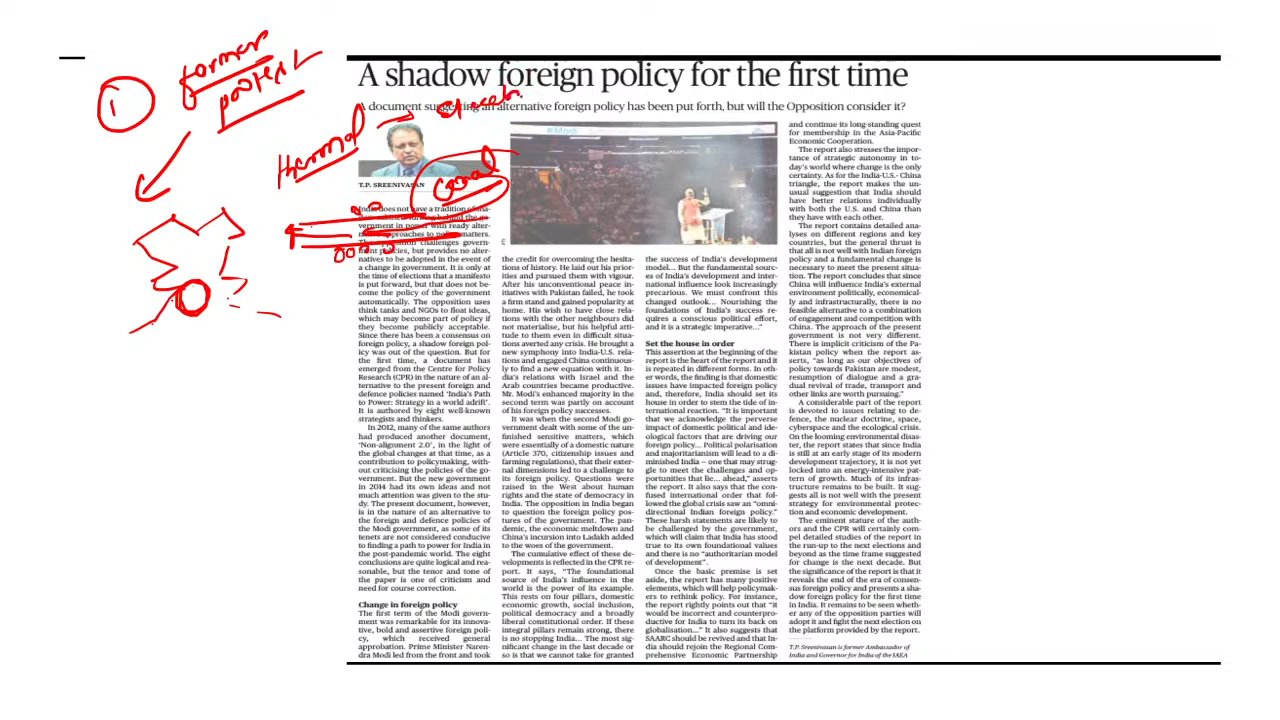 1
former
protest
A shadow foreign policy for the first time
A document suggesting an alternative foreign policy has been put forth, but will the Opposition consider it?
#Modi
T.P. SREENIVASAN
India does not have a tradition of
vernment in power with ready alter-
The opposition challenges govern-
ment policies, but provides no alter-
natives to be adopted in the event of
a change in government. It is only at
the time of elections that a manifesto
is put forward, but that does not be-
come the policy of the government
automatically. The opposition uses
think tanks and NGOs to float ideas,
which may become part of policy if
they become publicly acceptable.
Since there has been a consensus on
foreign policy, a shadow foreign pol-
icy was out of the question. But for
the first time, a document has
emerged from the Centre for Policy
Research (CPR) in the nature of an al-
ternative to the present foreign and
defence policies named 'India's Path
to Power: Strategy in a world adrift'.
It is authored by eight well-known
strategists and thinkers.
In 2012, many of the same authors
had produced another document,
'Non-alignment 2.0', in the light of
the global changes at that time, as a
contribution to policymaking, with-
out criticising the policies of the go-
vernment. But the new government
in 2014 had its own ideas and not
much attention was given to the stu-
dy. The present document, however,
is in the nature of an alternative to
the foreign and defence policies of
the Modi government, as some of its
tenets are not considered conducive
to finding a path to power for India in
the post-pandemic world. The eight
conclusions are quite logical and rea-
sonable, but the tenor and tone of
the paper is one of criticism and
need for course correction.
Change in foreign policy
The first term of the Modi govern-
ment was remarkable for its innova-
tive, bold and assertive foreign poli-
cy, which received general
approbation. Prime Minister Naren-
dra Modi led from the front and took
the credit for overcoming the hesita-
tions of history. He laid out his prio-
rities and pursued them with vigour.
After his unconventional peace in-
itiatives with Pakistan failed, he took
a firm stand and gained popularity at
home. His wish to have close rela-
tions with the other neighbours did
not materialise, but his helpful atti-
tude to them even in difficult situa-
tions averted any crisis. He brought a
new symphony into India-U.S. rela-
tions and engaged China continuous-
ly to find a new equation with it. In-
dia's relations with Israel and the
Arab countries became productive.
Mr. Modi's enhanced majority in the
second term was partly on account
of his foreign policy successes.
It was when the second Modi go-
vernment dealt with some of the un-
finished sensitive matters, which
were essentially of a domestic nature
(Article 370, citizenship issues and
farming regulations), that their exter-
nal dimensions led to a challenge to
its foreign policy. Questions were
raised in the West about human
rights and the state of democracy in
India. The opposition in India began
to question the foreign policy pos-
tures of the government. The pan-
demic, the economic meltdown and
China's incursion into Ladakh added
to the woes of the government.
The cumulative effect of these de-
velopments is reflected in the CPR re-
port. It says, "The foundational
source of India's influence in the
world is the power of its example.
This rests on four pillars, domestic
economic growth, social inclusion,
political democracy and a broadly
liberal constitutional order. If these
integral pillars remain strong, there
is no stopping India... The most sig-
nificant change in the last decade or
so is that we cannot take for granted
the success of India's development
model... But the fundamental sourc-
es of India's development and inter-
national influence look increasingly
precarious. We must confront this
changed outlook... Nourishing the
foundations of India's success re-
quires a conscious political effort,
and it is a strategic imperative..."
Set the house in order
This assertion at the beginning of the
report is the heart of the report and it
is repeated in different forms. In oth-
er words, the finding is that domestic
issues have impacted foreign policy
and, therefore, India should set its
house in order to stem the tide of in-
ternational reaction. "It is important
that we acknowledge the perverse
impact of domestic political and ide-
ological factors that are driving our
foreign policy... Political polarisation
and majoritarianism will lead to a di-
minished India – one that may strug-
gle to meet the challenges and op-
portunities that lie... ahead," asserts
the report. It also says that the con-
fused international order that fol-
lowed the global crisis saw an "omni-
directional Indian foreign policy."
These harsh statements are likely to
be challenged by the government,
which will claim that India has stood
true to its own foundational values
and there is no "authoritarian model
of development".
Once the basic premise is set
aside, the report has many positive
elements, which will help policymak-
ers to rethink policy. For instance,
the report rightly points out that "it
would be incorrect and counterpro-
ductive for India to turn its back on
globalisation..." It also suggests that
SAARC should be revived and that In-
dia should rejoin the Regional Com-
prehensive Economic Partnership
and continue its long-standing quest
for membership in the Asia-Pacific
Economic Cooperation.
The report also stresses the impor-
tance of strategic autonomy in to-
day's world where change is the only
certainty. As for the India-U.S.- China
triangle, the report makes the un-
usual suggestion that India should
have better relations individually
with both the U.S. and China than
they have with each other.
The report contains detailed ana-
lyses on different regions and key
countries, but the general thrust is
that all is not well with Indian foreign
policy and a fundamental change is
necessary to meet the present situa-
tion. The report concludes that since
China will influence India's external
environment politically, economical-
ly and infrastructurally, there is no
feasible alternative to a combination
of engagement and competition with
China. The approach of the present
government is not very different.
There is implicit criticism of the Pa-
kistan policy when the report as-
serts, "as long as our objectives of
policy towards Pakistan are modest,
resumption of dialogue and a gra-
dual revival of trade, transport and
other links are worth pursuing."
A considerable part of the report
is devoted to issues relating to de-
fence, the nuclear doctrine, space,
cyberspace and the ecological crisis.
On the looming environmental disas-
ter, the report states that since India
is still at an early stage of its modern
development trajectory, it is not yet
locked into an energy-intensive pat-
tern of growth. Much of its infras-
tructure remains to be built. It sug-
gests all is not well with the present
strategy for environmental protec-
tion and economic development.
The eminent stature of the auth-
ors and the CPR will certainly com-
pel detailed studies of the report in
the run-up to the next elections and
beyond as the time frame suggested
for change is the next decade. But
the significance of the report is that it
reveals the end of the era of consen-
sus foreign policy and presents a sha-
dow foreign policy for the first time
in India. It remains to be seen wheth-
er any of the opposition parties will
adopt it and fight the next election on
the platform provided by the report.
T.P. Sreenivasan is former Ambassador of
India and Governor for India of the IAEA